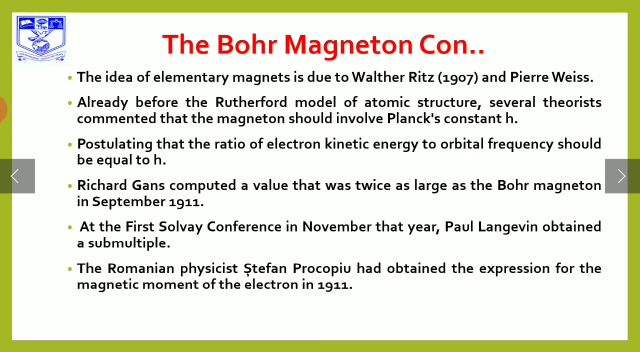 The Bohr Magneton Con..
• The idea of elementary magnets is due to Walther Ritz (1907) and Pierre Weiss.
• Already before the Rutherford model of atomic structure, several theorists
commented that the magneton should involve Planck's constant h.
• Postulating that the ratio of electron kinetic energy to orbital frequency should
be equal to h.
• Richard Gans computed a value that was twice as large as the Bohr magneton
in September 1911.
• At the First Solvay Conference in November that year, Paul Langevin obtained
a submultiple.
• The Romanian physicist Ștefan Procopiu had obtained the expression for the
magnetic moment of the electron in 1911.